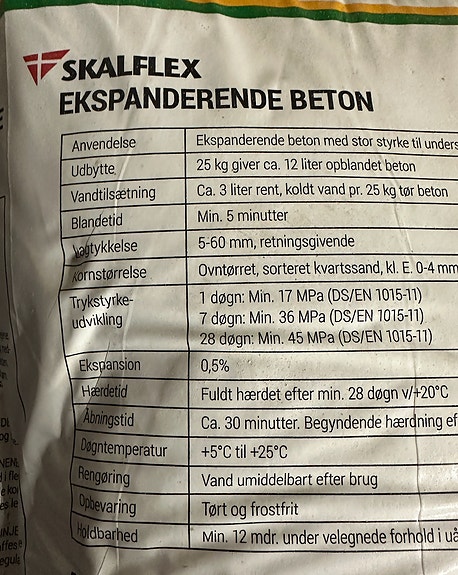 SKALFLEX
EKSPANDERENDE BETON
Anvendelse Ekspanderende beton med stor styrke til unders
Udbytte 25 kg giver ca. 12 liter opblandet beton
Vandtilsætning Ca. 3 liter rent, koldt vand pr. 25 kg tør beton
Blandetid Min. 5 minutter
Lagtykkelse 5-60 mm, retningsgivende
Kornstørrelse Ovntørret, sorteret kvartssand, kl. E. 0-4 mm
Trykstyrke-
udvikling
1 døgn: Min. 17 MPa (DS/EN 1015-11)
7 døgn: Min. 36 MPa (DS/EN 1015-11)
28 døgn: Min. 45 MPa (DS/EN 1015-11)
Ekspansion 0,5%
Hærdetid Fuldt hærdet efter min. 28 døgn v/+20°C
Åbningstid Ca. 30 minutter. Begyndende hærdning ef
Døgntemperatur +5°C til +25°C
Rengøring Vand umiddelbart efter brug
Opbevaring Tørt og frostfrit
Holdbarhed Min. 12 mdr. under velegnede forhold i uå